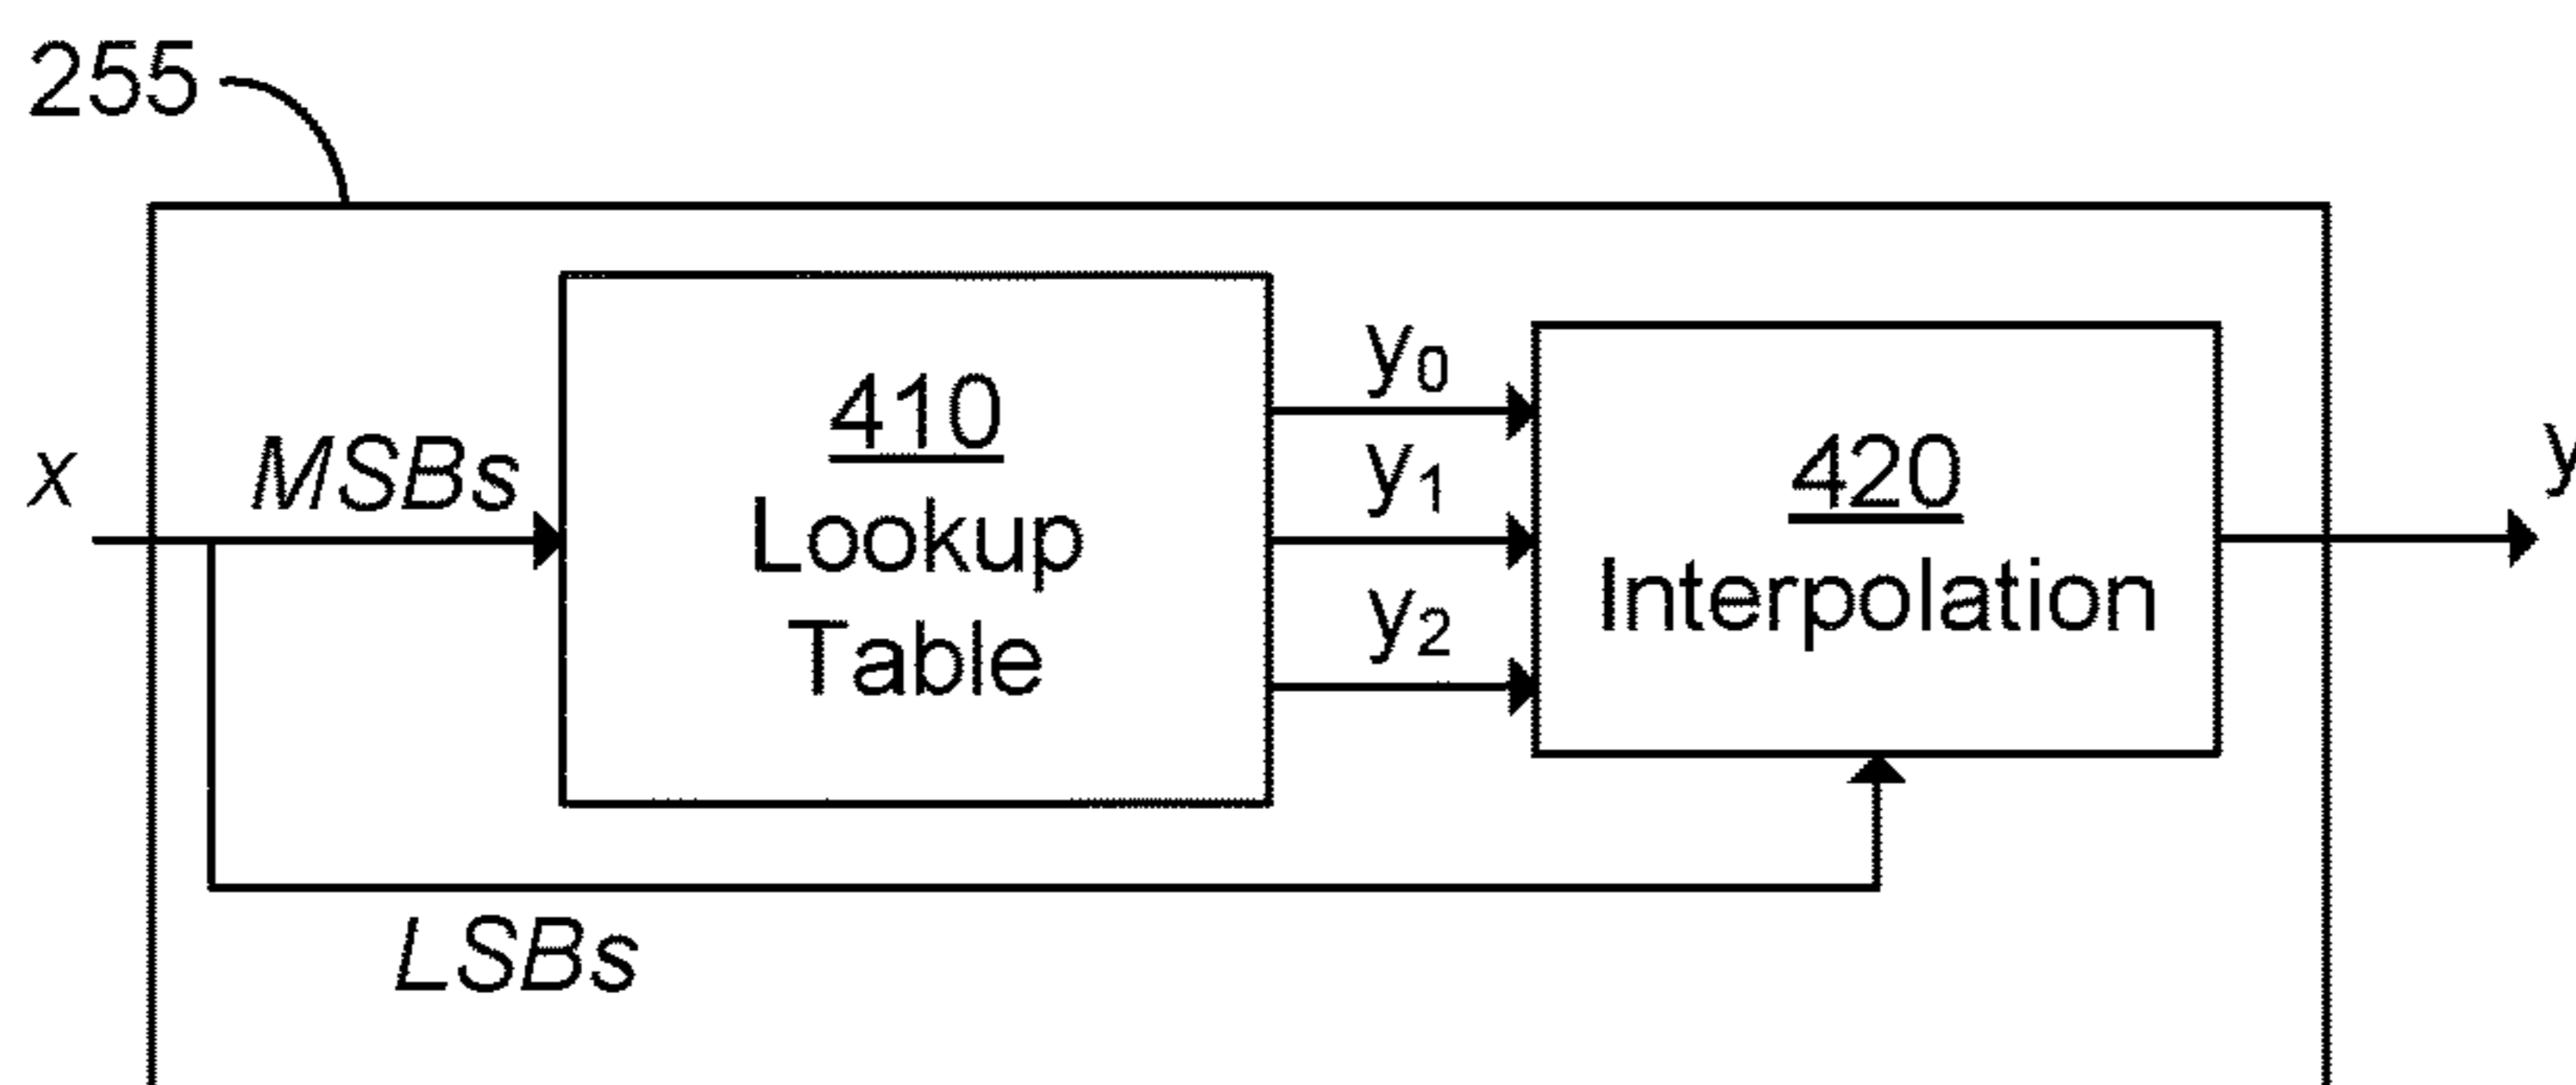 255
x
MSBs
410
Lookup
Table
y₀
y₁
y₂
420
Interpolation
y
LSBs